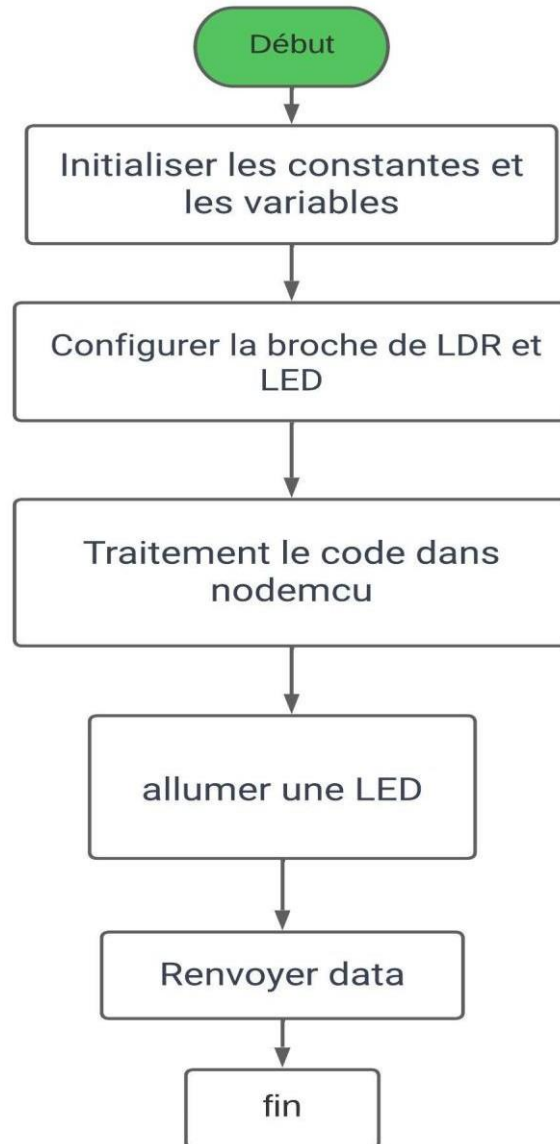 Début
Initialiser les constantes et
les variables
Configurer la broche de LDR et
LED
Traitement le code dans
nodemcu
allumer une LED
Renvoyer data
fin